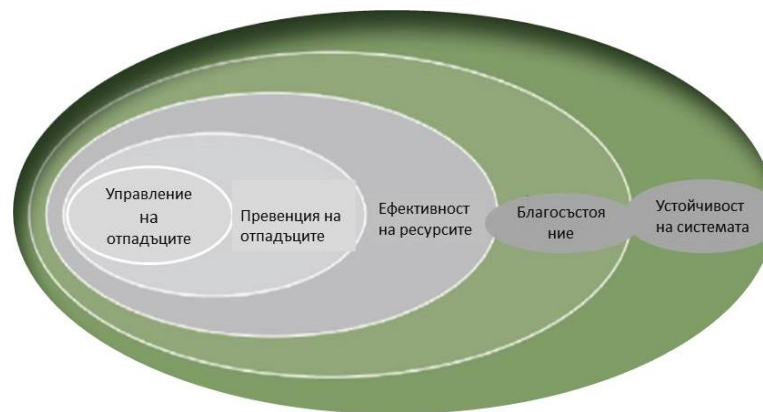 Управление
на
отпадъците
Превенция на
отпадъците
Ефективност
на ресурсите
Благосъстоя
ние
Устойчивост
на системата